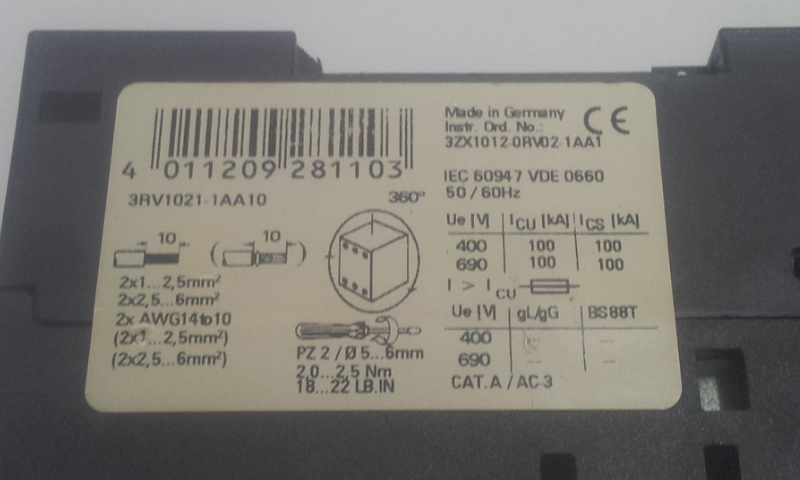 4 011209 281103
3RV1021-1AA10
360°
10
(10)
2x1...2,5mm²
2x2,5...6mm²
2x AWG14to10
(2x1...2,5mm²)
(2x2,5...6mm²)
PZ 2 / Ø 5...6mm
2,0...2,5 Nm
18...22 LB.IN
Made in Germany
Instr. Ord. No.:
3ZX1012-0RV02-1AA1
CE
IEC 60947 VDE 0660
50 / 60Hz
Ue [V] ICU [kA] ICS [kA]
400 100 100
690 100 100
I > ICU
Ue [V] gL/gG BS88T
400 – –
690 – –
CAT. A / AC-3